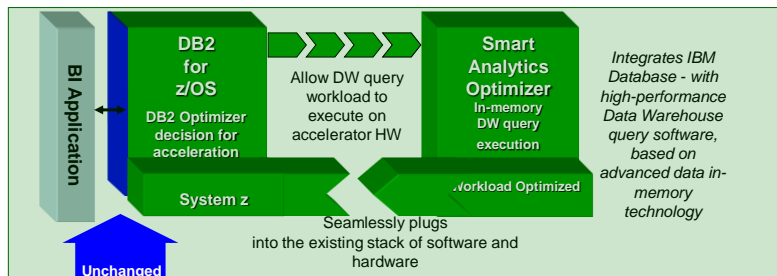 BI Application
DB2
for
z/OS
DB2 Optimizer
decision for
acceleration
System z
Unchanged
Allow DW query
workload to
execute on
accelerator HW
Smart
Analytics
Optimizer
In-memory
DW query
execution
Workload Optimized
Seamlessly plugs
into the existing stack of software and
hardware
Integrates IBM
Database - with
high-performance
Data Warehouse
query software,
based on
advanced data in-
memory
technology